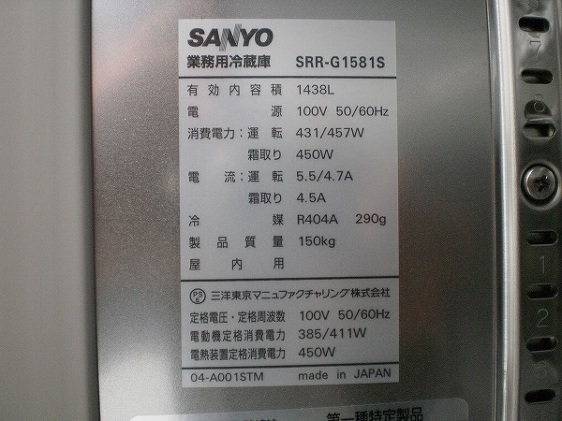 SANYO
業務用冷蔵庫 SRR-G1581S
有効内容積 1438L
電源 100V 50/60Hz
消費電力:運転 431/457W
霜取り 450W
電流:運転 5.5/4.7A
霜取り 4.5A
冷媒 R404A 290g
製品質量 150kg
屋内用
PSE 三洋東京マニュファクチャリング株式会社
定格電圧・定格周波数 100V 50/60Hz
電動機定格消費電力 385/411W
電熱装置定格消費電力 450W
04-A001STM made in JAPAN
第一種特定製品
1
2